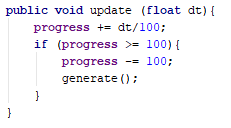 public void update (float dt){
    progress += dt/100;
    if (progress >= 100){
        progress -= 100;
        generate();
    }
}